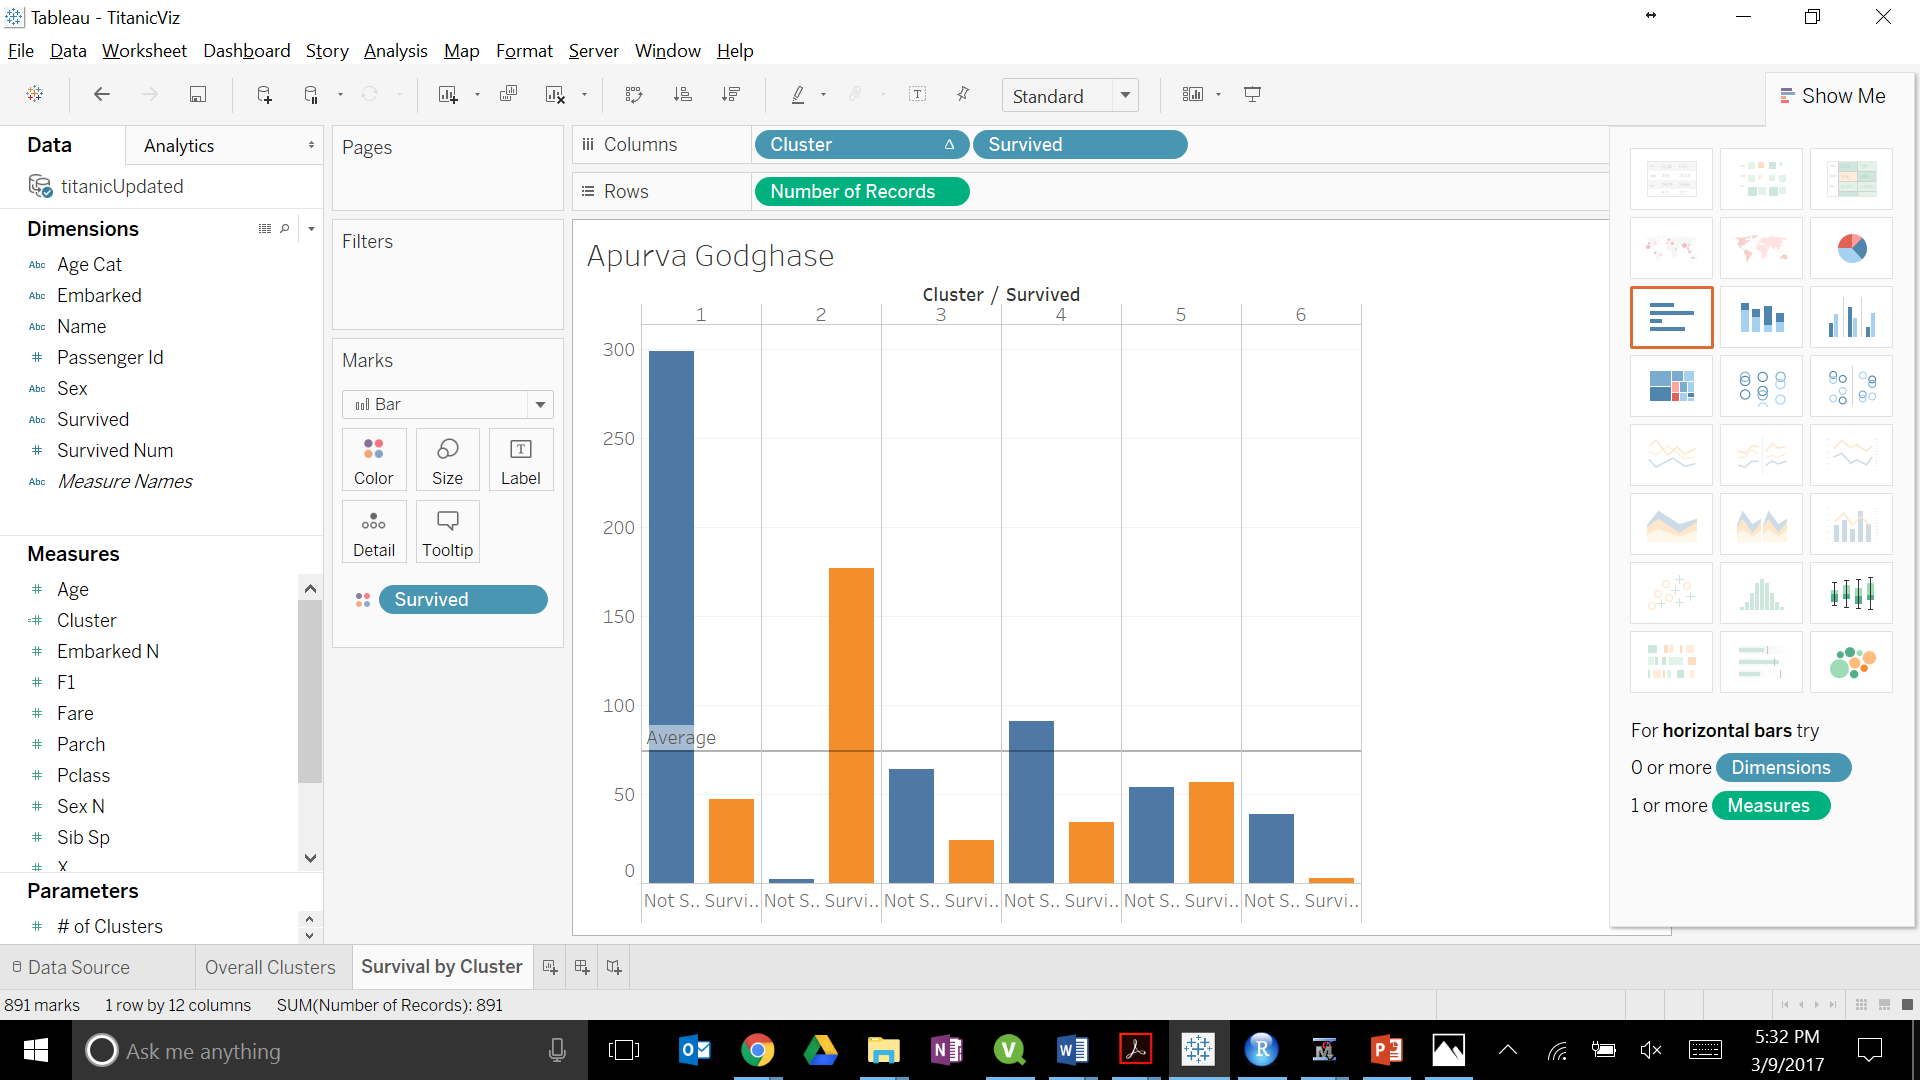 Tableau - TitanicViz
File Data Worksheet Dashboard Story Analysis Map Format Server Window Help
Standard
Show Me
Data
Analytics
titanicUpdated
Dimensions
Abc Age Cat
Abc Embarked
Abc Name
# Passenger Id
Abc Sex
Abc Survived
# Survived Num
Abc Measure Names
Measures
# Age
# Cluster
# Embarked N
# F1
# Fare
# Parch
# Pclass
# Sex N
# Sib Sp
# X
Parameters
# # of Clusters
Pages
Filters
Marks
Bar
Color Size Label
Detail Tooltip
Survived
Columns Cluster Δ Survived
Rows Number of Records
Apurva Godghase
Cluster / Survived
1 2 3 4 5 6
300
250
200
150
100
Average
50
0
Not S.. Survi.. Not S.. Survi.. Not S.. Survi.. Not S.. Survi.. Not S.. Survi.. Not S.. Survi..
For horizontal bars try
0 or more Dimensions
1 or more Measures
Data Source Overall Clusters Survival by Cluster
891 marks 1 row by 12 columns SUM(Number of Records): 891
Ask me anything
5:32 PM
3/9/2017